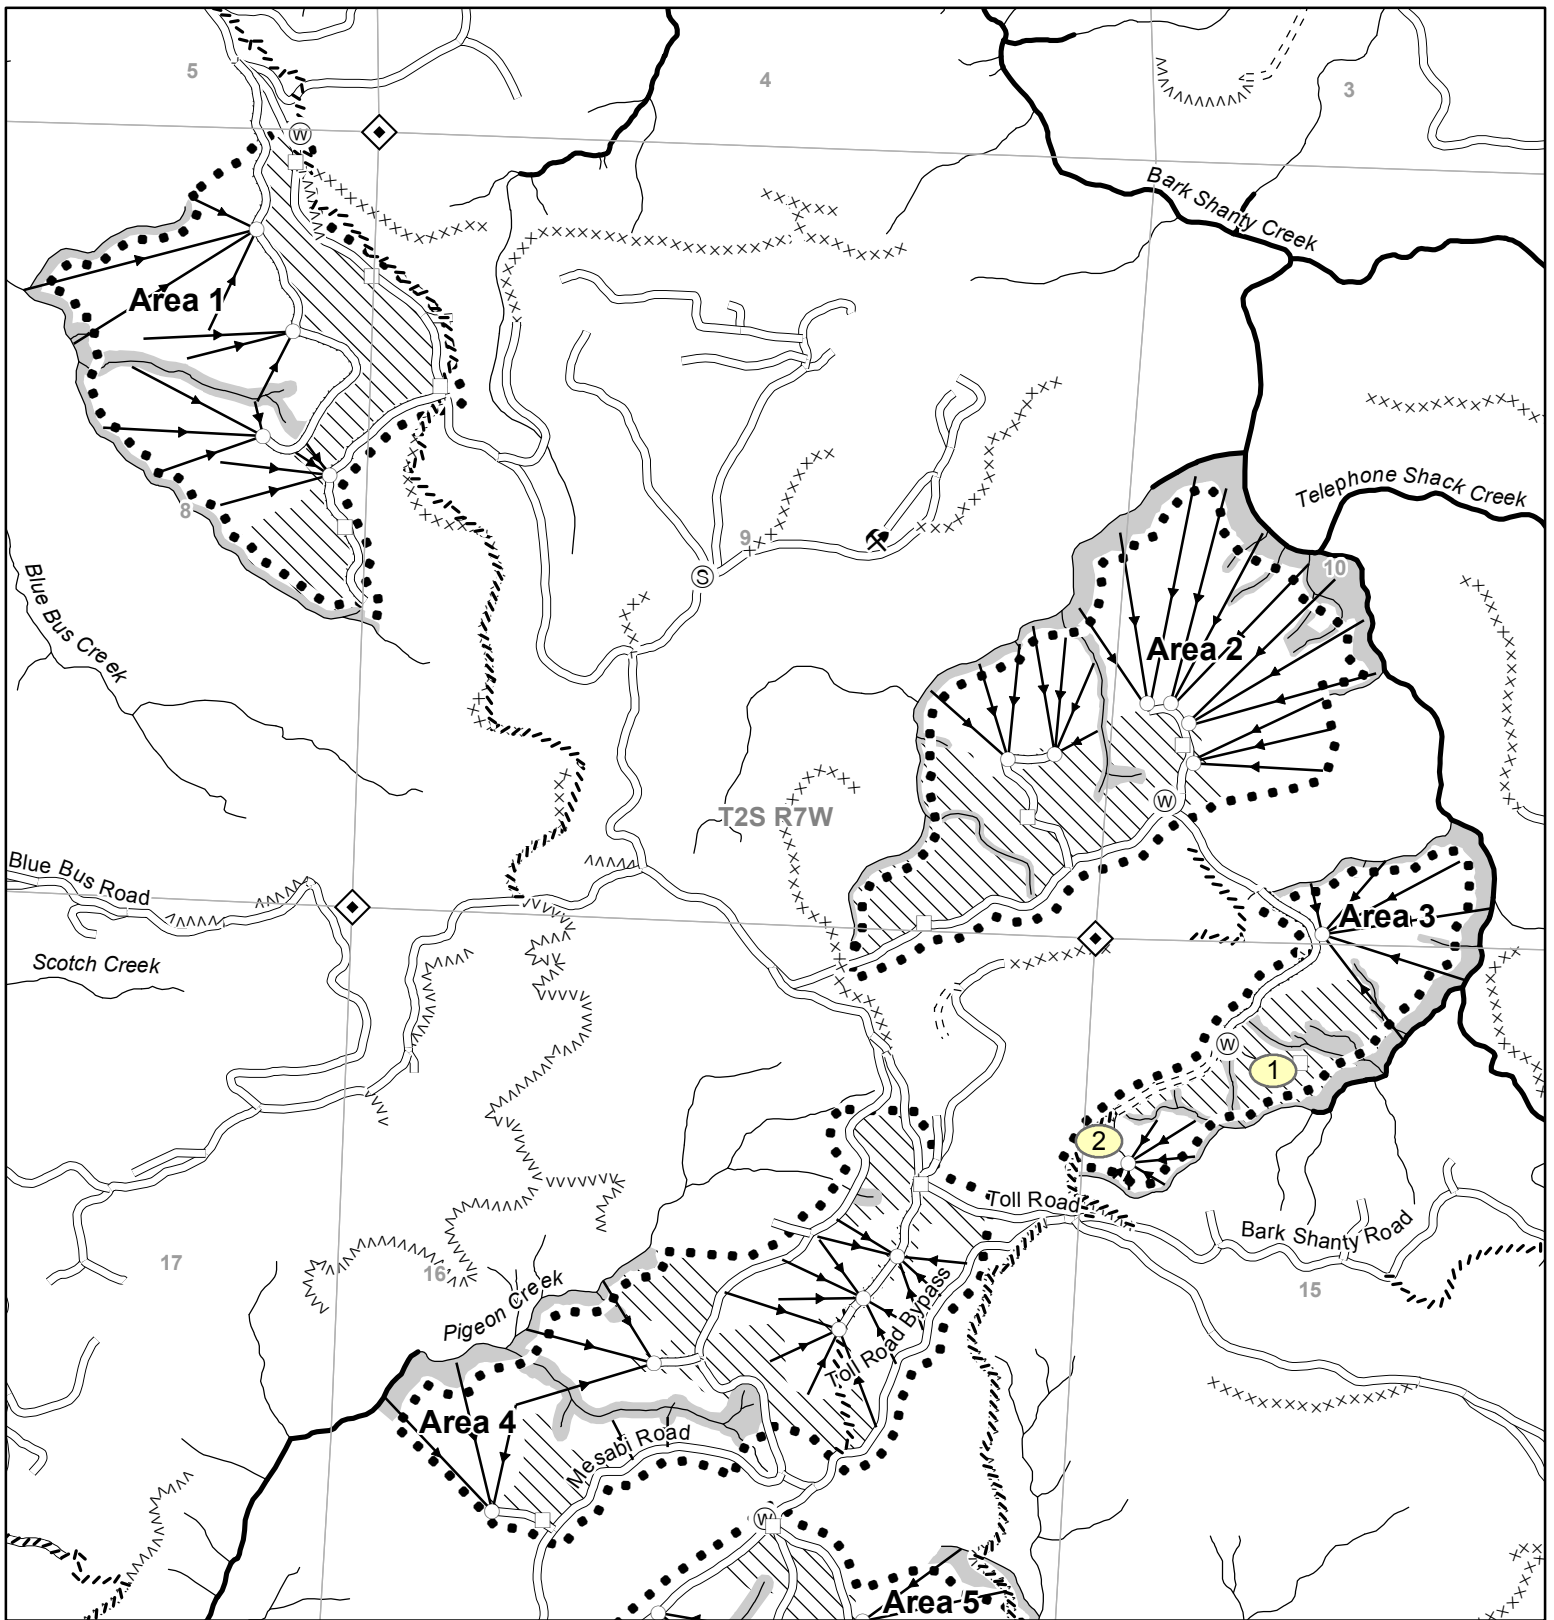 5
4
3
W
Bark Shanty Creek
Area 1
Telephone Shack Creek
8
9
10
S
Blue Bus Creek
Area 2
W
T2S R7W
Blue Bus Road
Area 3
Scotch Creek
W
1
2
Toll Road
Bark Shanty Road
17
16
15
Pigeon Creek
Toll Road Bypass
Area 4
Mesabi Road
W
Area 5